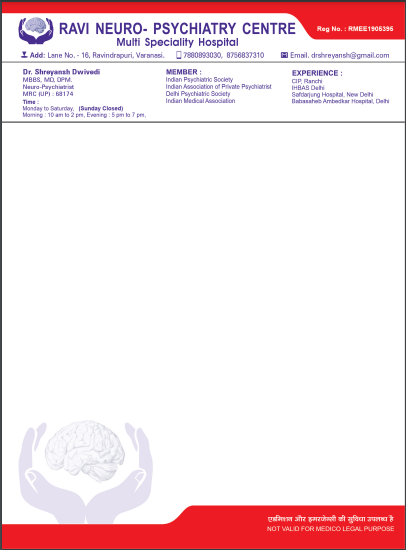 RAVI NEURO- PSYCHIATRY CENTRE
Multi Speciality Hospital
Reg No. : RMEE1905396
Add: Lane No. - 16, Ravindrapuri, Varanasi. 7880893030, 8756837310 Email. drshreyansh@gmail.com
Dr. Shreyansh Dwivedi
MBBS, MD, DPM.
Neuro-Psychiatrist
MRC (UP) : 68174
Time :
Monday to Saturday, (Sunday Closed)
Morning : 10 am to 2 pm, Evening : 5 pm to 7 pm,
MEMBER :
Indian Psychiatric Society
Indian Association of Private Psychiatrist
Delhi Psychiatric Society
Indian Medical Association
EXPERIENCE :
CIP, Ranchi
IHBAS Delhi
Safdarjung Hospital, New Delhi
Babasaheb Ambedkar Hospital, Delhi
एडमिशन और इमरजेन्सी की सुविधा उपलब्ध है
NOT VALID FOR MEDICO LEGAL PURPOSE